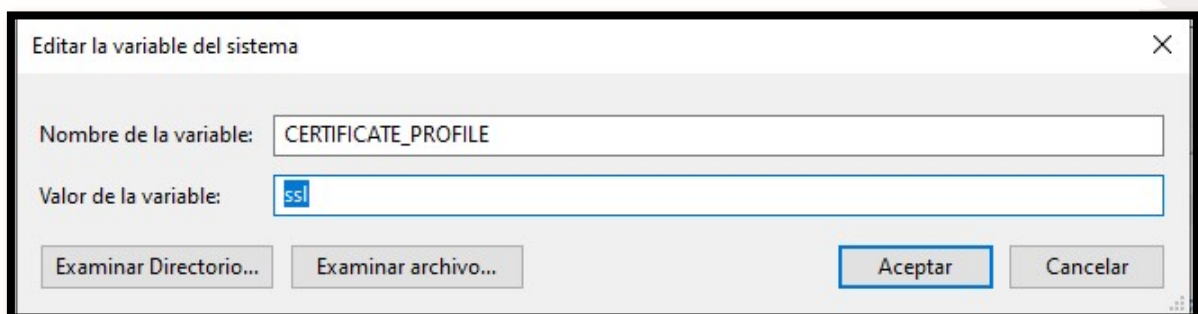 Editar la variable del sistema
Nombre de la variable: CERTIFICATE_PROFILE
Valor de la variable: ssl
Examinar Directorio... Examinar archivo... Aceptar Cancelar